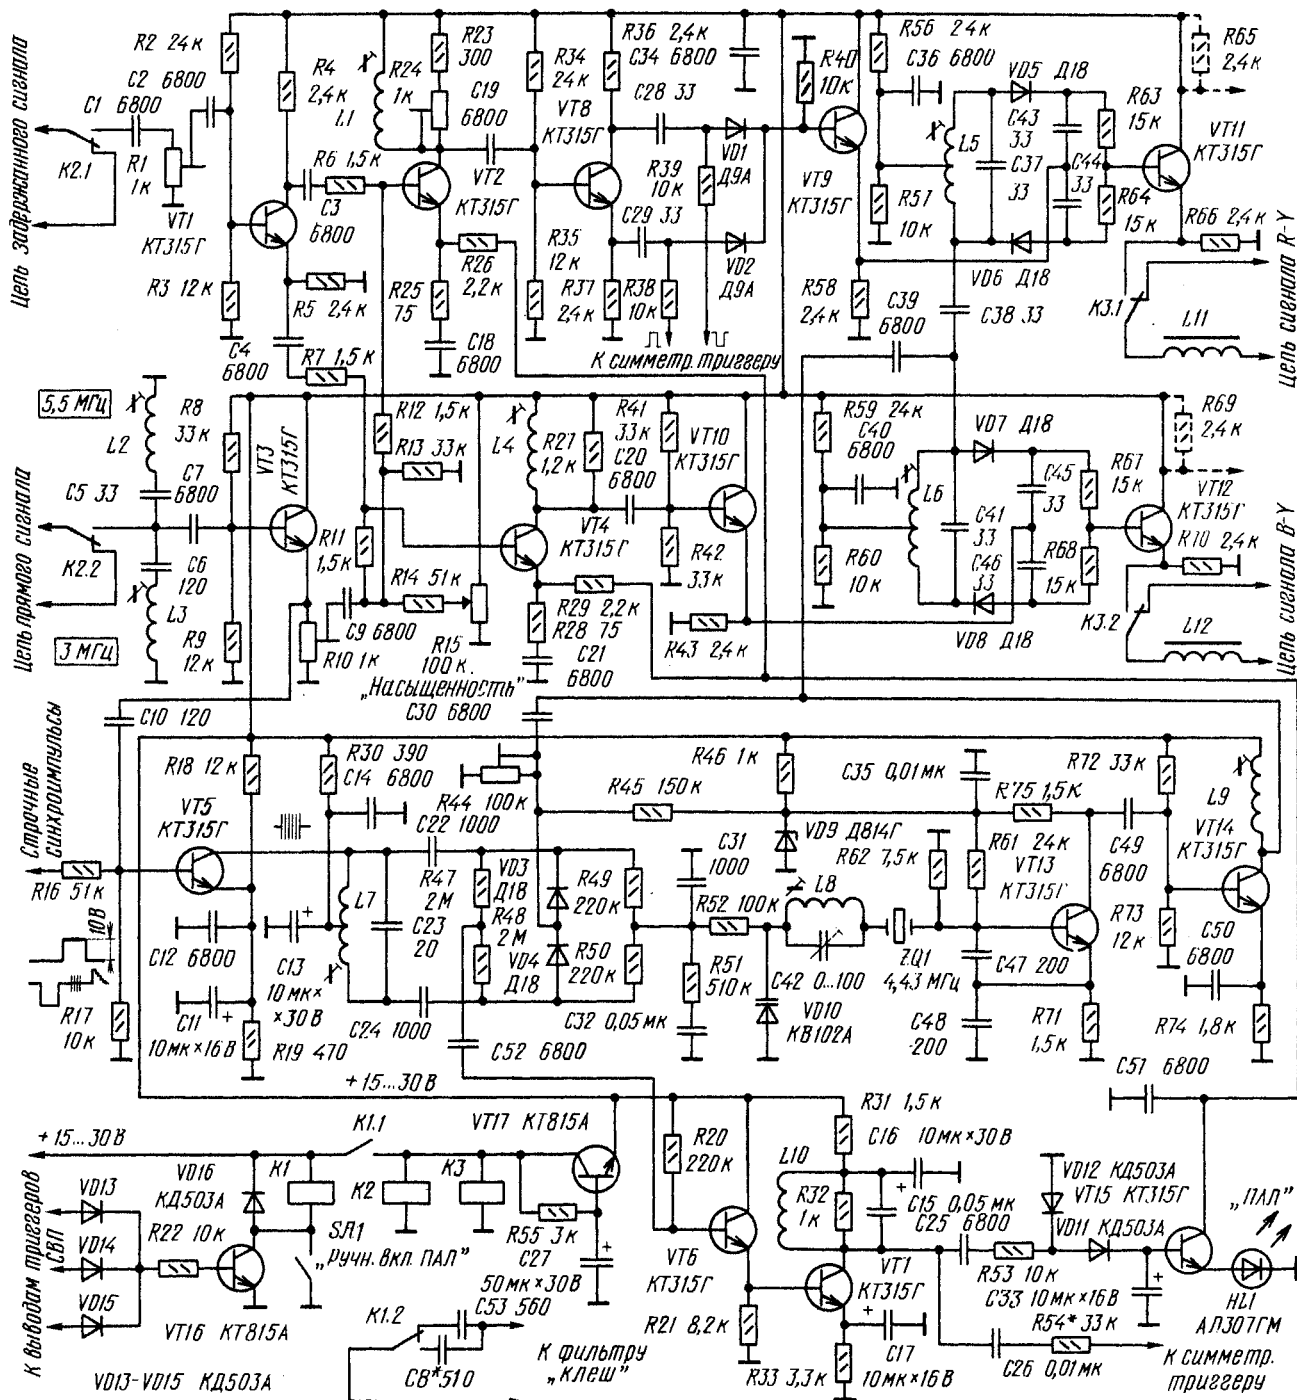 Цепь задержанного сигнала
К2.1
C1
6800
C2 6800
R1
1к
R2 24к
VT1
КТ315Г
R3 12к
R4
2,4к
R6 1,5к
C3
6800
R5 2,4к
C4
6800
R7 1,5к
R23
300
R24
1к
L1
C19
6800
VT2
КТ315Г
R25
75
R26
2,2к
C18
6800
R34
24к
VT8
КТ315Г
R35
12к
R36 2,4к
C34 6800
C28 33
R39
10к
VD1
Д9А
C29 33
VD2
Д9А
R37
2,4к
R38
10к
К симметр. триггеру
R40
10к
VT9
КТ315Г
R58
2,4к
R56 24к
C36 6800
R57
10к
L5
VD5 Д18
C43
33
C37
33
C44
33
VD6 Д18
R63
15к
R64
15к
VT11
КТ315Г
R65
2,4к
R66 2,4к
К3.1
L11
Цепь сигнала R-Y
C39
6800
C38 33
5,5 МГц
L2
R8
33к
C5 33
C7
6800
VT3
КТ315Г
Цепь прямого сигнала
К2.2
C6
120
L3
3 МГц
R9
12к
R10 1к
R11
1,5к
R12 1,5к
R13 33к
C9 6800
R14 51к
R15
100к.
„Насыщенность"
L4
R27
1,2к
VT4
КТ315Г
R41
33к
C20
6800
VT10
КТ315Г
R42
33к
R29 2,2к
R28 75
C21
6800
R43 2,4к
R59 24к
C40
6800
R60
10к
L6
VD7 Д18
C45
33
C41
33
C46
33
VD8 Д18
R67
15к
R68
15к
R69
2,4к
VT12
КТ315Г
R10 2,4к
К3.2
L12
Цепь сигнала B-Y
C10 120
Строчные
синхроимпульсы
R16 51к
10В
R17
10к
VT5
КТ315Г
R18 12к
C12 6800
C11
10мк×16В
R19 470
R30 390
C14 6800
C13
10мк×
×30В
L7
C22 1000
R47
2М
C23
20
C24 1000
VD3
Д18
R48
2М
VD4
Д18
R49
220к
R50
220к
C30 6800
R44 100к
C52 6800
R45 150к
R46 1к
VD9 Д814Г
C31
1000
R52 100к
R51
510к
C32 0,05мк
C35 0,01мк
R75 1,5к
R62 7,5к
R61 24к
L8
C42 0...100
VD10
КВ102А
ZQ1
4,43 МГц
VT13
КТ315Г
C47 200
C48
200
R71
1,5к
R72 33к
C49
6800
R73
12к
L9
VT14
КТ315Г
C50
6800
R74 1,8к
C51 6800
+15...30В
+15...30В
К1.1
VD13
VD14
VD15
К выводам триггеров
СВП
R22 10к
VD16
КД503А
К1
К2
К3
SA1
„Ручн. вкл. ПАЛ"
VT16 КТ815А
VD13-VD15 КД503А
VT17 КТ815А
R55 3к
C27
50мк×30В
К1.2
C53 560
C8*510
К фильтру
„клеш"
R20
220к
VT6
КТ315Г
R21 8,2к
R31 1,5к
C16 10мк×30В
L10
R32
1к
C15 0,05мк
C25 6800
VT1
КТ315Г
C17
10мк×16В
R33 3,3к
VD12 КД503А
VT15 КТ315Г
VD11 КД503А
R53 10к
C33 10мк×16В
R54* 33к
C26 0,01мк
„ПАЛ"
HL1
АЛ307ГМ
К симметр.
триггеру